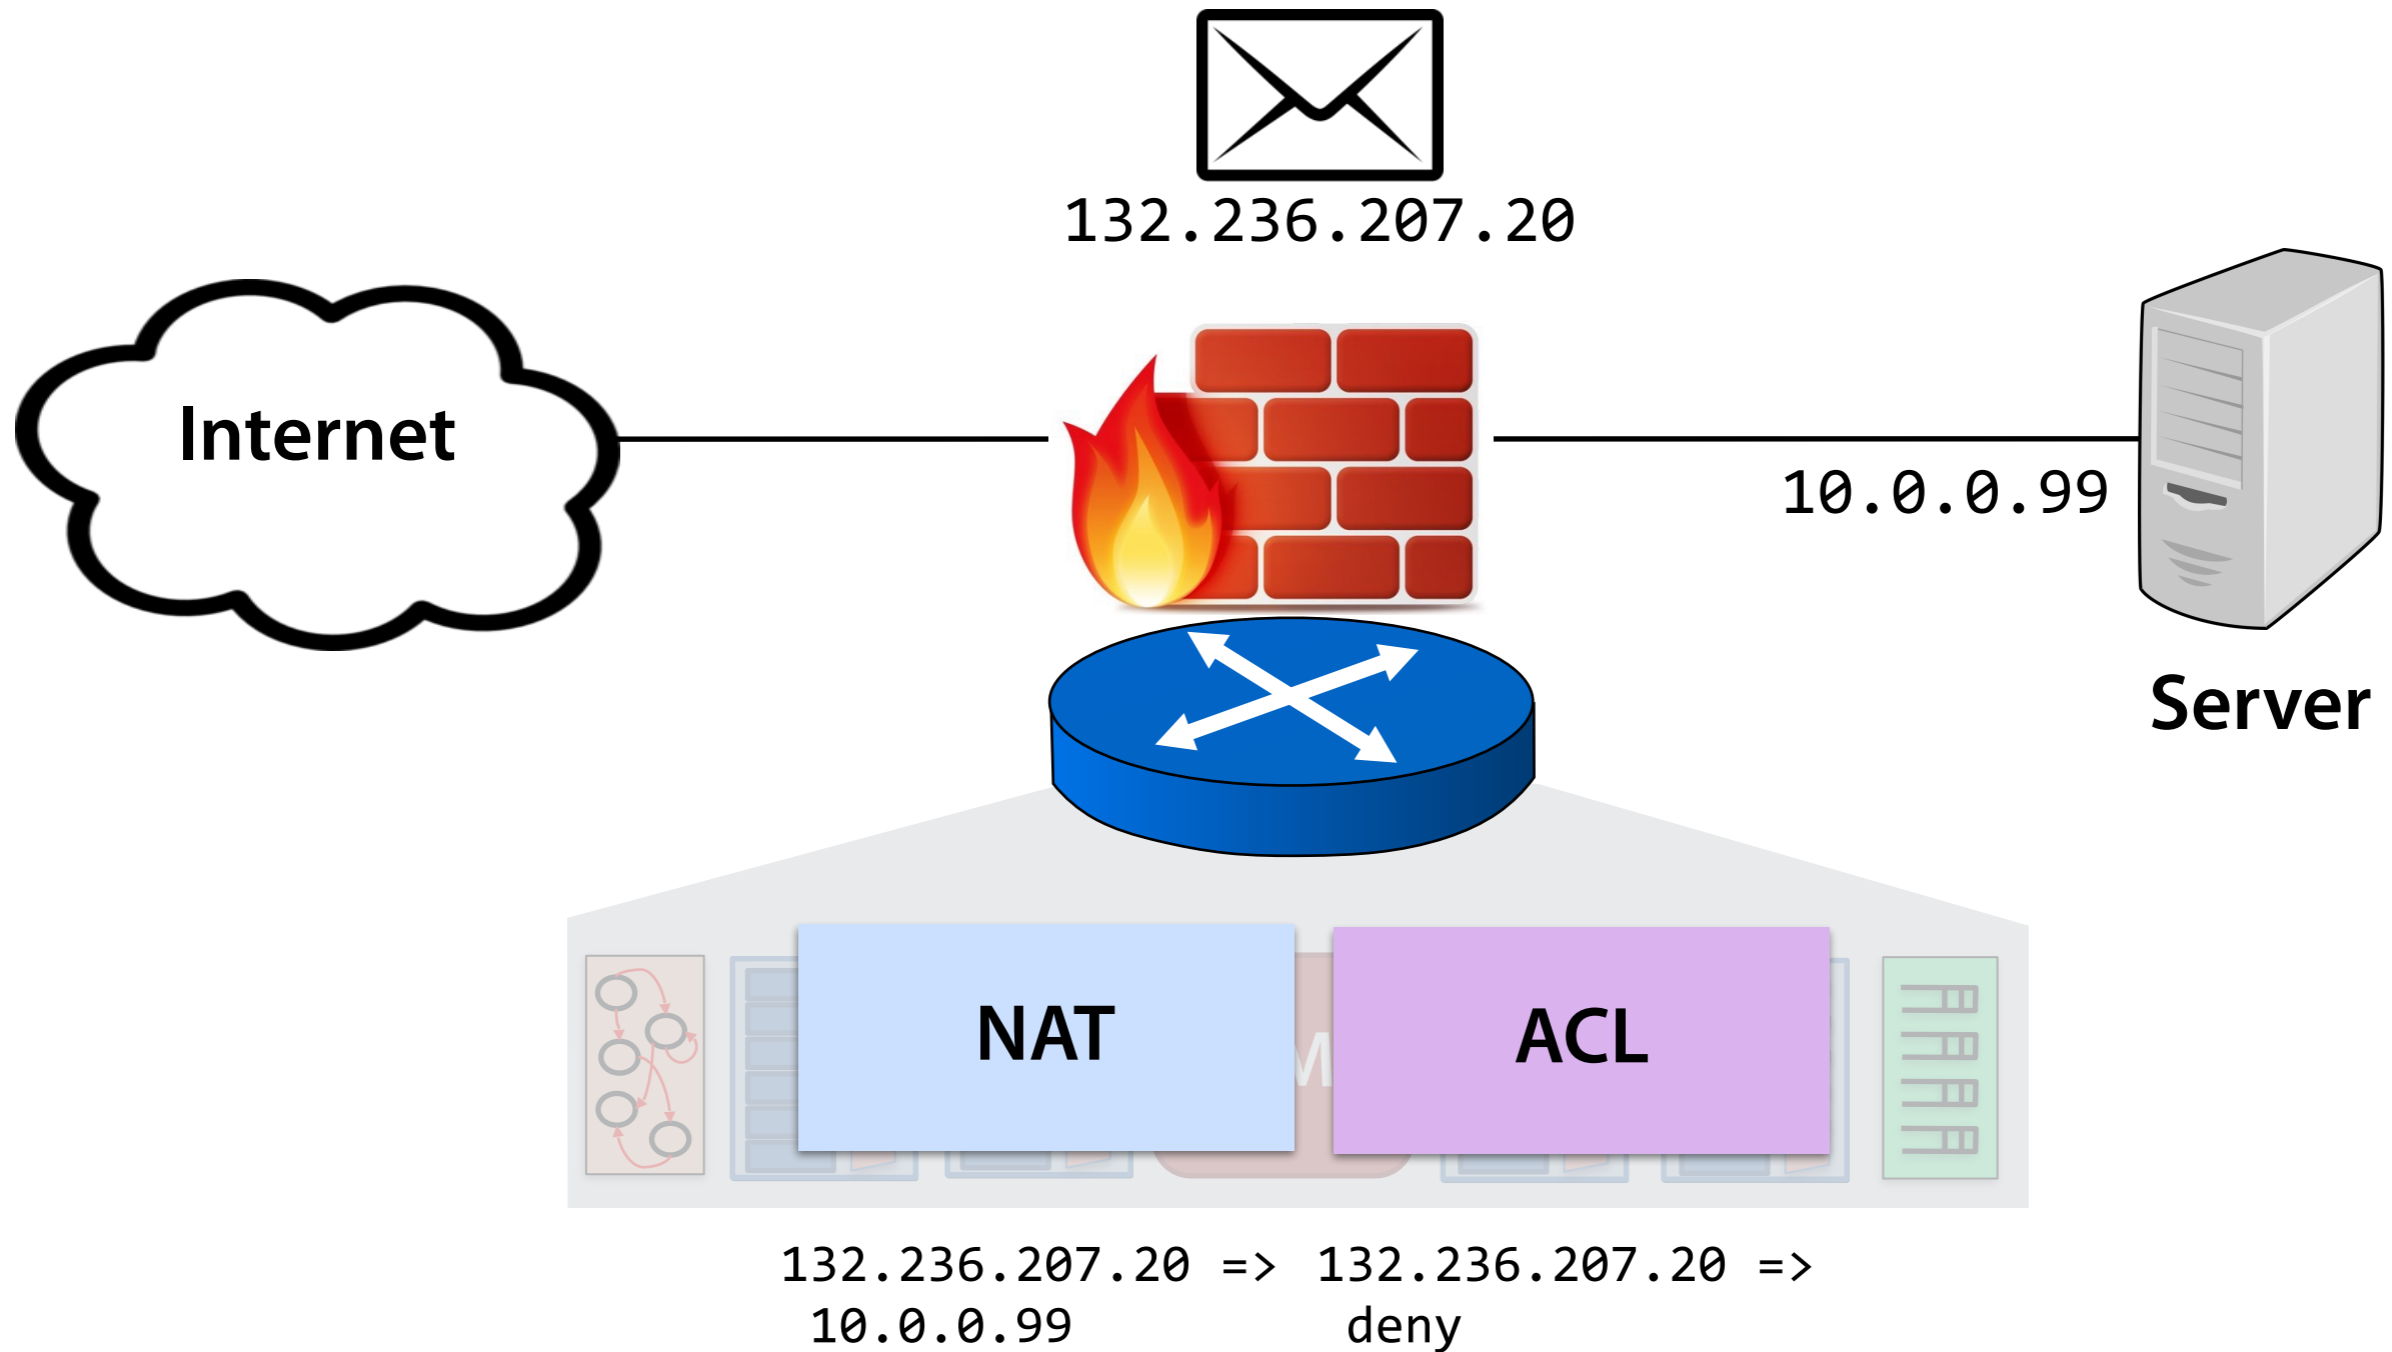 132.236.207.20
Internet
10.0.0.99
Server
NAT
M
ACL
132.236.207.20 =>
10.0.0.99
132.236.207.20 =>
deny